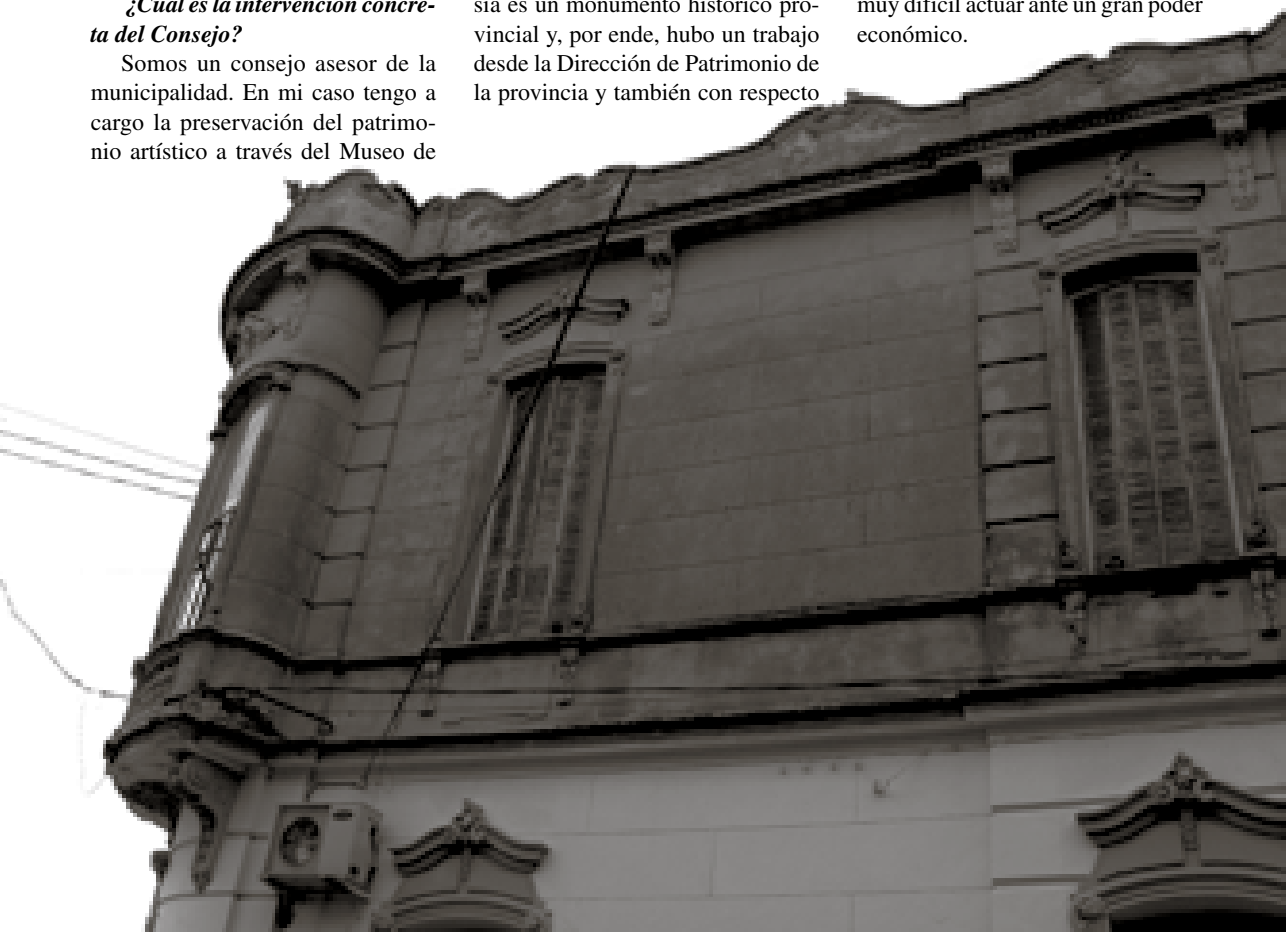 ¿Cuál es la intervención concre-
ta del Consejo?
Somos un consejo asesor de la
municipalidad. En mi caso tengo a
cargo la preservación del patrimo-
nio artístico a través del Museo de
sía es un monumento histórico pro-
vincial y, por ende, hubo un trabajo
desde la Dirección de Patrimonio de
la provincia y también con respecto
muy difícil actuar ante un gran poder
económico.